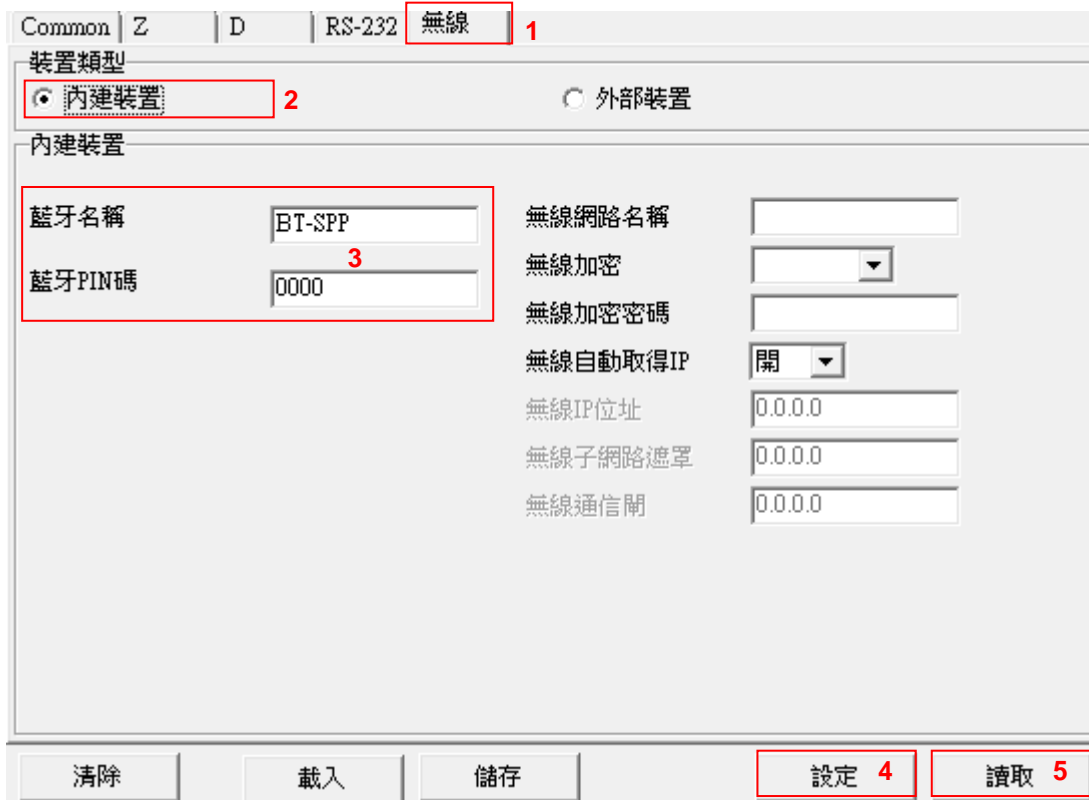 Common Z D RS-232 無線 1
裝置類型
內建裝置 2 外部裝置
內建裝置
藍牙名稱 BT-SPP 無線網路名稱
3
無線加密
藍牙PIN碼 0000
無線加密密碼
無線自動取得IP 開
無線IP位址 0.0.0.0
無線子網路遮罩 0.0.0.0
無線通信閘 0.0.0.0
清除 載入 儲存 設定 4 讀取 5